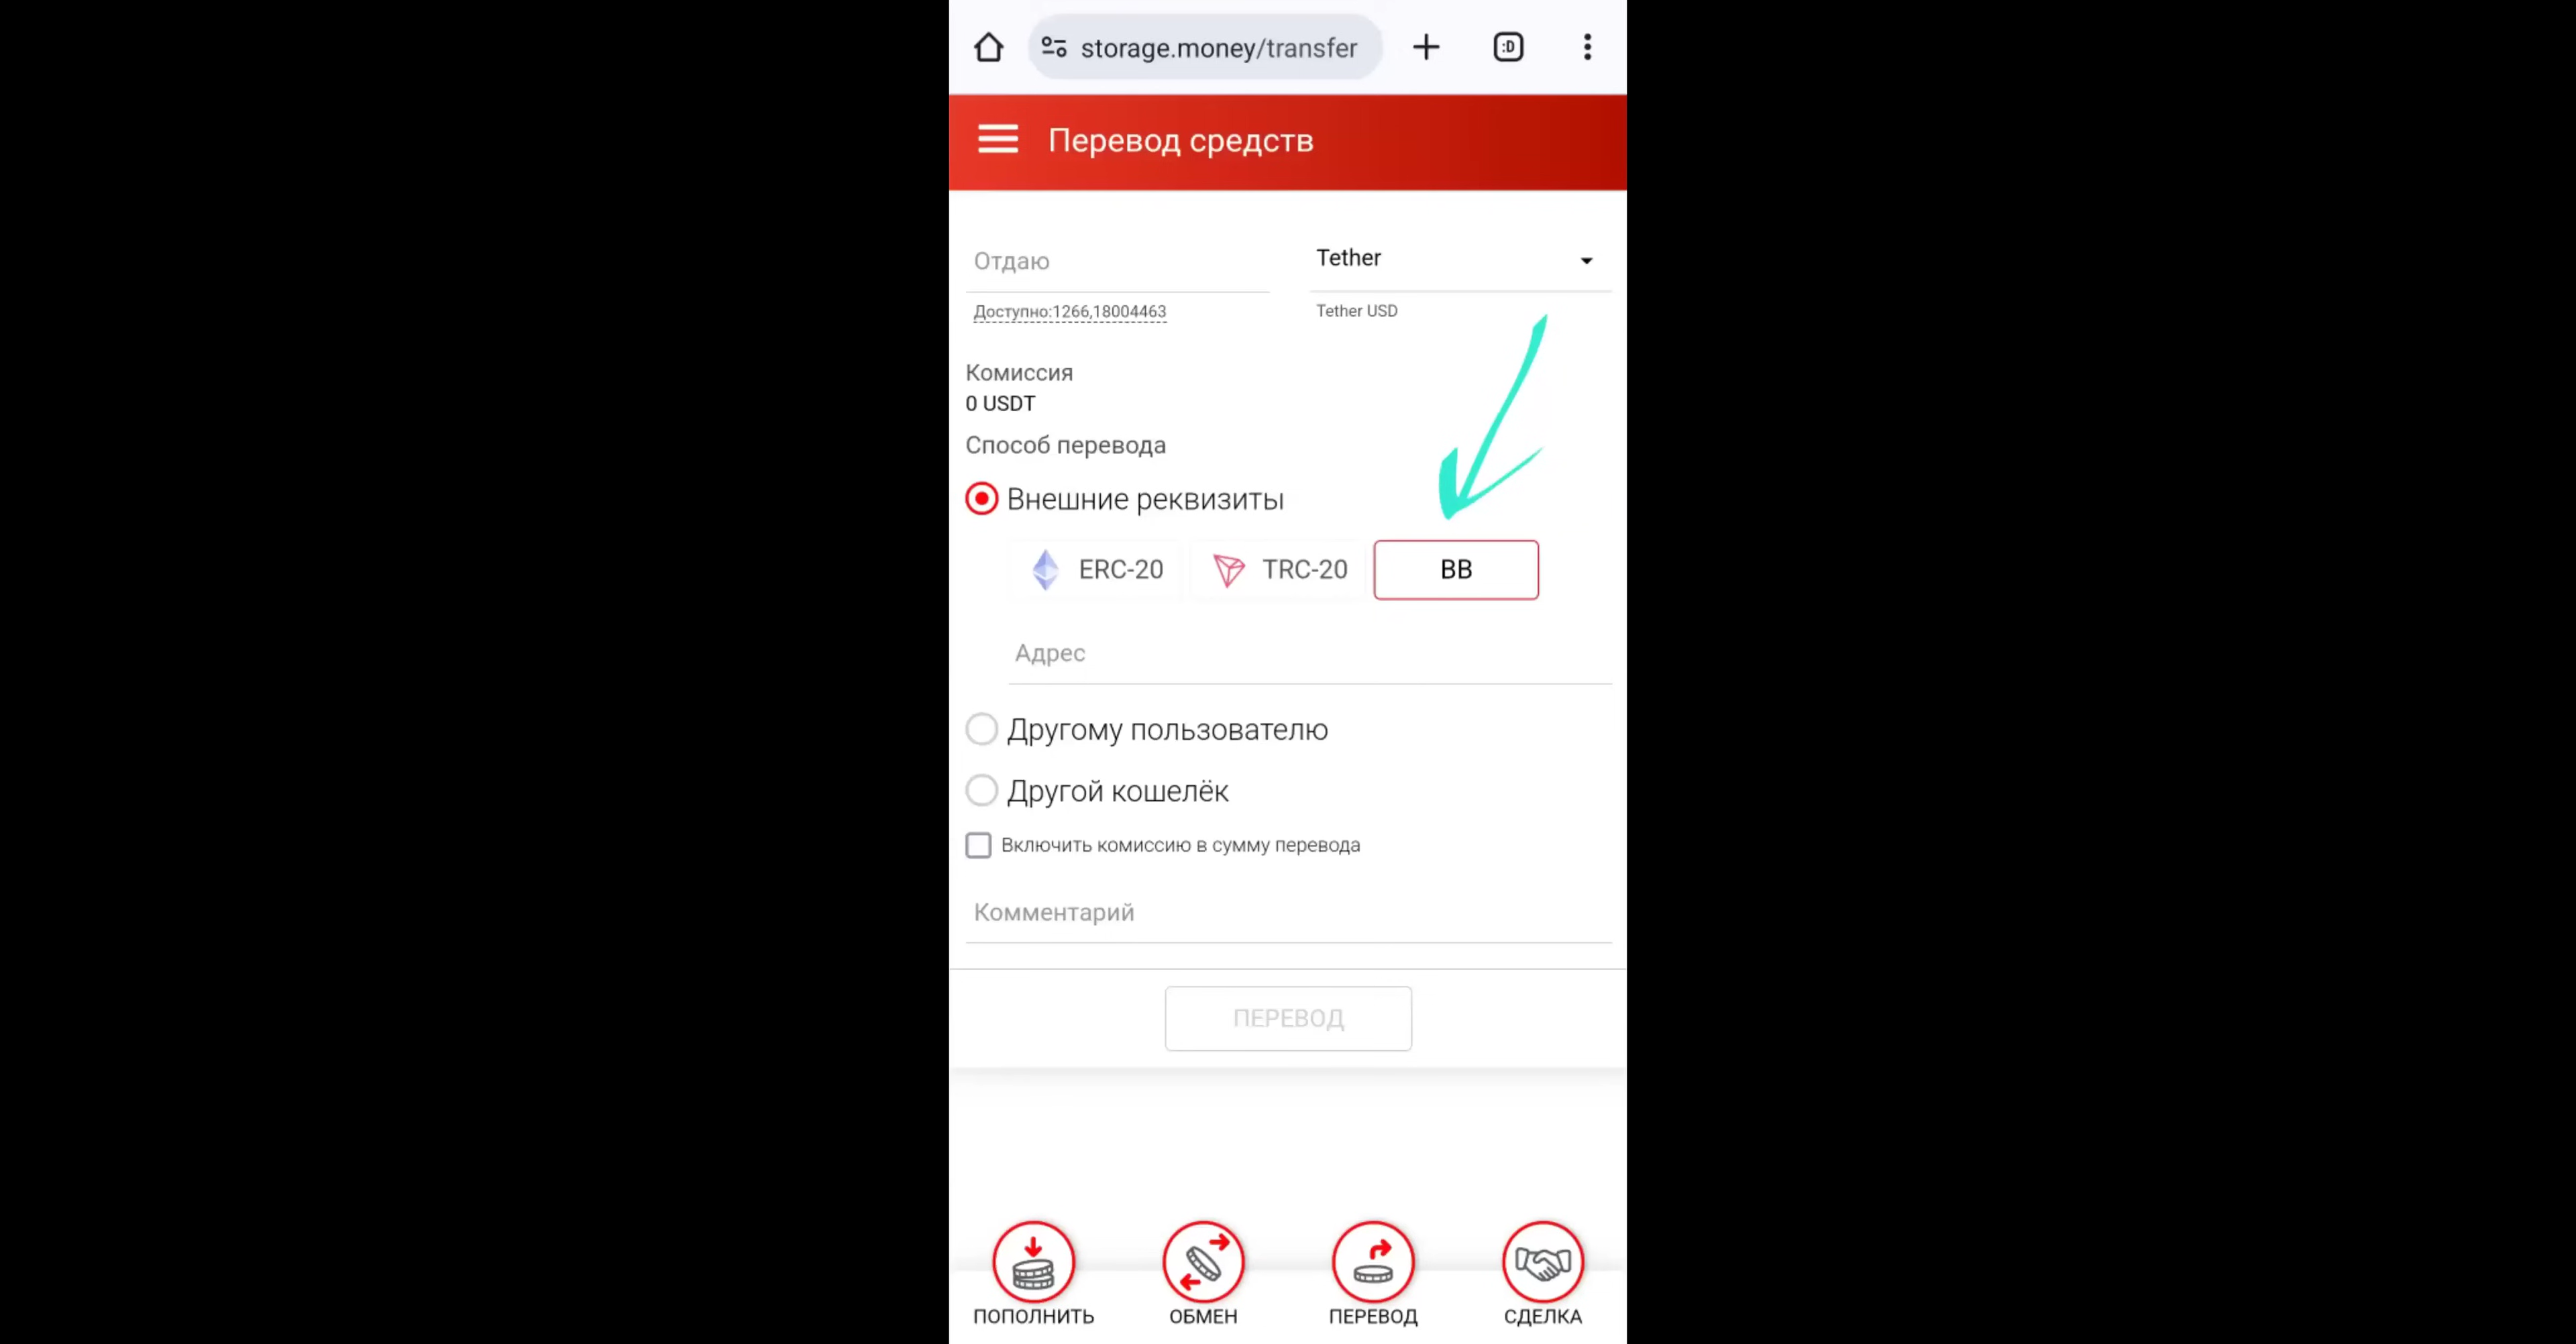 storage.money/transfer
:D
Перевод средств
Отдаю
Tether
Доступно:1266,18004463
Tether USD
Комиссия
0 USDT
Способ перевода
Внешние реквизиты
ERC-20
TRC-20
BB
Адрес
Другому пользователю
Другой кошелёк
Включить комиссию в сумму перевода
Комментарий
ПЕРЕВОД
ПОПОЛНИТЬ
ОБМЕН
ПЕРЕВОД
СДЕЛКА